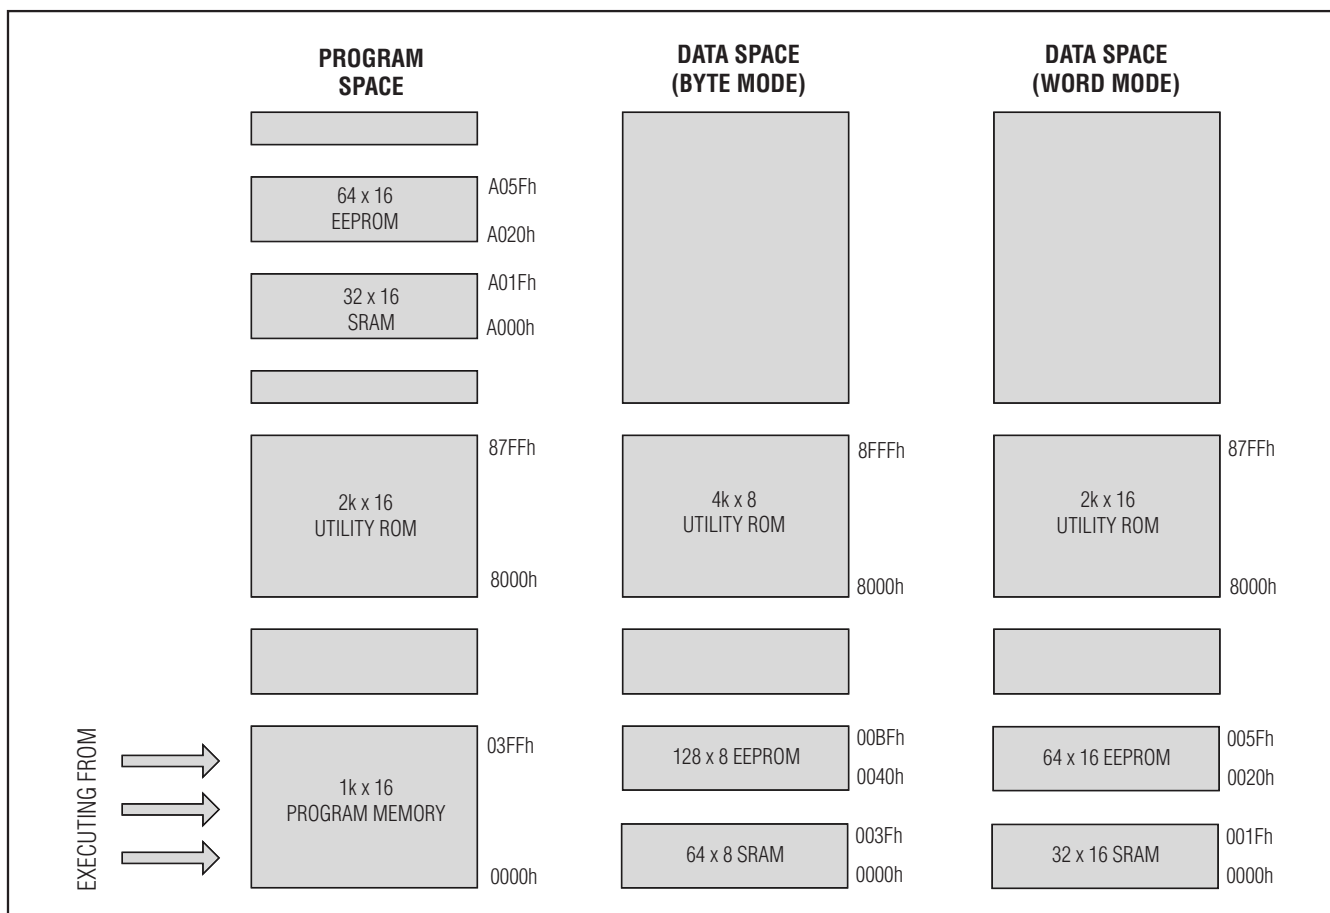 PROGRAM
SPACE
DATA SPACE
(BYTE MODE)
DATA SPACE
(WORD MODE)
64 x 16
EEPROM
A05Fh
A020h
32 x 16
SRAM
A01Fh
A000h
2k x 16
UTILITY ROM
87FFh
8000h
4k x 8
UTILITY ROM
8FFFh
8000h
2k x 16
UTILITY ROM
87FFh
8000h
EXECUTING FROM
1k x 16
PROGRAM MEMORY
03FFh
0000h
128 x 8 EEPROM
00BFh
0040h
64 x 8 SRAM
003Fh
0000h
64 x 16 EEPROM
005Fh
0020h
32 x 16 SRAM
001Fh
0000h